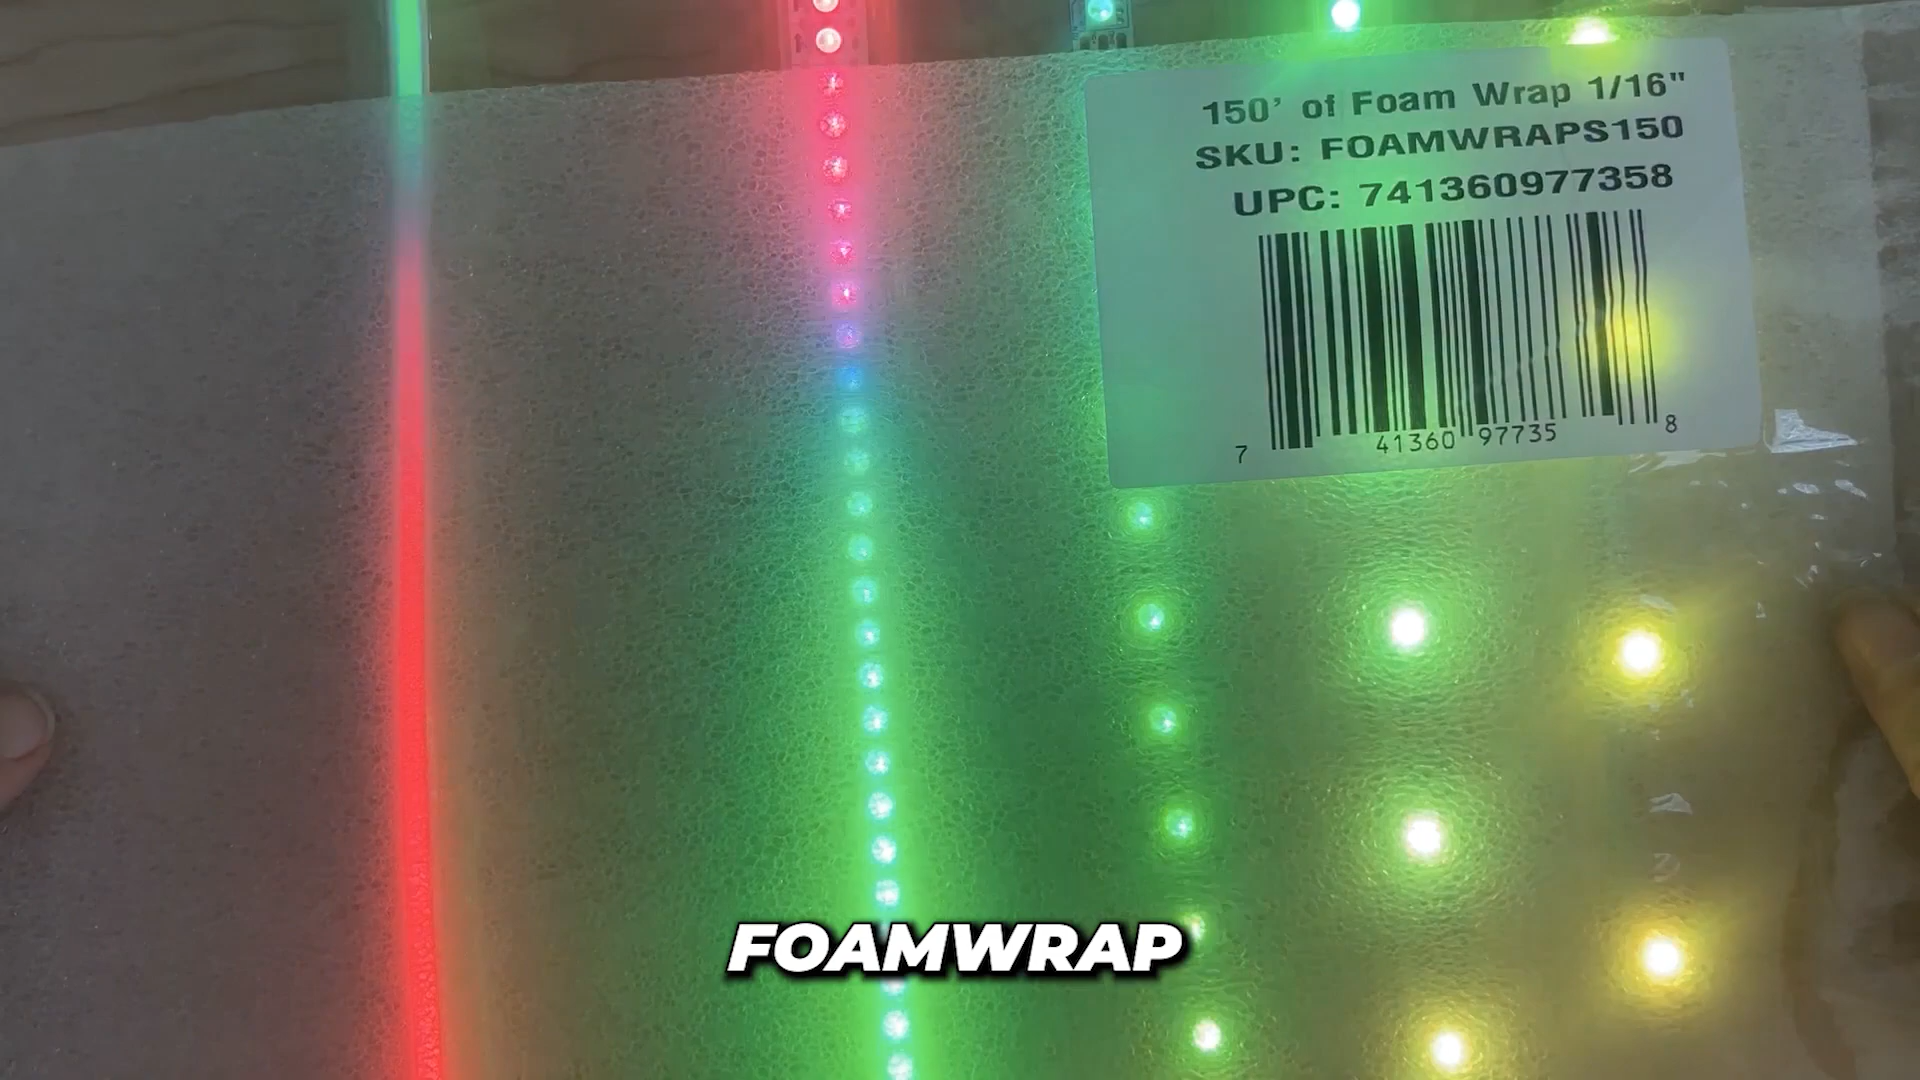 150’ of Foam Wrap 1/16"
SKU: FOAMWRAPS150
UPC: 741360977358
7 41360 97735 8
FOAMWRAP